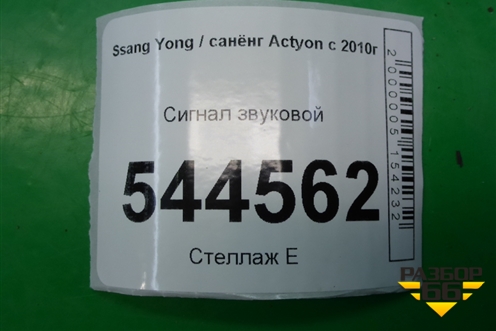 Ssang Yong / санёнг Actyon с 2010г
Сигнал звуковой
544562
Стеллаж Е
2000005154232
РАЗБОР
66